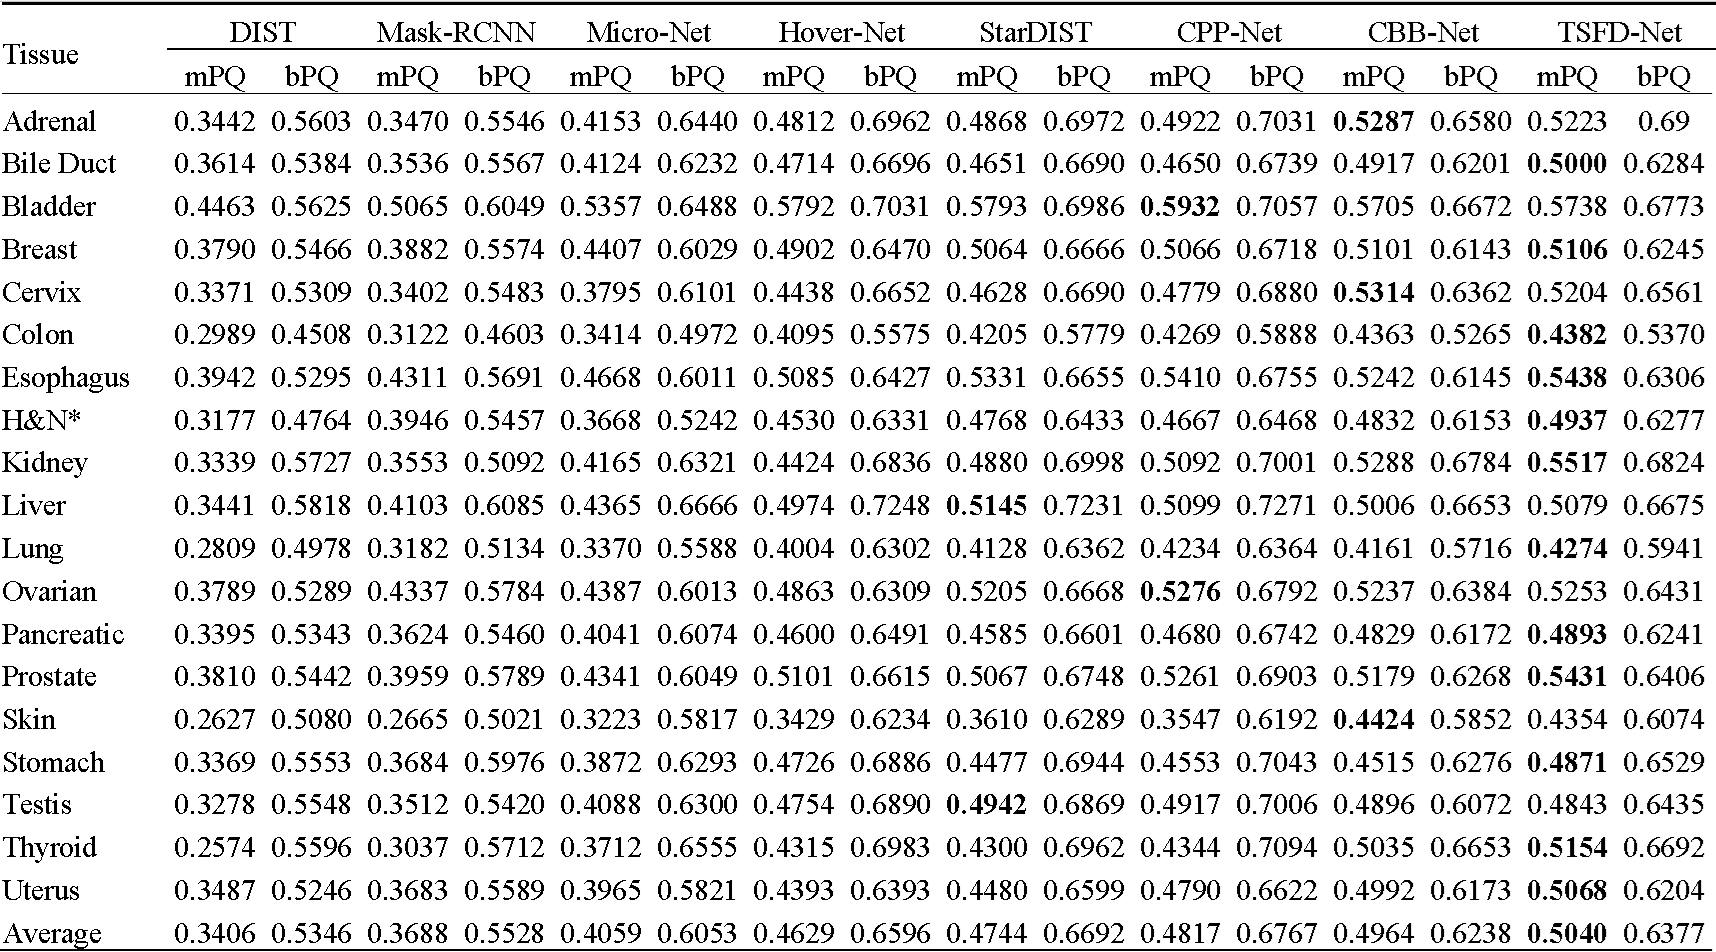 Tissue DIST Mask-RCNN Micro-Net Hover-Net StarDIST CPP-Net CBB-Net TSFD-Net
mPQ bPQ mPQ bPQ mPQ bPQ mPQ bPQ mPQ bPQ mPQ bPQ mPQ bPQ mPQ bPQ
Adrenal 0.3442 0.5603 0.3470 0.5546 0.4153 0.6440 0.4812 0.6962 0.4868 0.6972 0.4922 0.7031 0.5287 0.6580 0.5223 0.69
Bile Duct 0.3614 0.5384 0.3536 0.5567 0.4124 0.6232 0.4714 0.6696 0.4651 0.6690 0.4650 0.6739 0.4917 0.6201 0.5000 0.6284
Bladder 0.4463 0.5625 0.5065 0.6049 0.5357 0.6488 0.5792 0.7031 0.5793 0.6986 0.5932 0.7057 0.5705 0.6672 0.5738 0.6773
Breast 0.3790 0.5466 0.3882 0.5574 0.4407 0.6029 0.4902 0.6470 0.5064 0.6666 0.5066 0.6718 0.5101 0.6143 0.5106 0.6245
Cervix 0.3371 0.5309 0.3402 0.5483 0.3795 0.6101 0.4438 0.6652 0.4628 0.6690 0.4779 0.6880 0.5314 0.6362 0.5204 0.6561
Colon 0.2989 0.4508 0.3122 0.4603 0.3414 0.4972 0.4095 0.5575 0.4205 0.5779 0.4269 0.5888 0.4363 0.5265 0.4382 0.5370
Esophagus 0.3942 0.5295 0.4311 0.5691 0.4668 0.6011 0.5085 0.6427 0.5331 0.6655 0.5410 0.6755 0.5242 0.6145 0.5438 0.6306
H&N* 0.3177 0.4764 0.3946 0.5457 0.3668 0.5242 0.4530 0.6331 0.4768 0.6433 0.4667 0.6468 0.4832 0.6153 0.4937 0.6277
Kidney 0.3339 0.5727 0.3553 0.5092 0.4165 0.6321 0.4424 0.6836 0.4880 0.6998 0.5092 0.7001 0.5288 0.6784 0.5517 0.6824
Liver 0.3441 0.5818 0.4103 0.6085 0.4365 0.6666 0.4974 0.7248 0.5145 0.7231 0.5099 0.7271 0.5006 0.6653 0.5079 0.6675
Lung 0.2809 0.4978 0.3182 0.5134 0.3370 0.5588 0.4004 0.6302 0.4128 0.6362 0.4234 0.6364 0.4161 0.5716 0.4274 0.5941
Ovarian 0.3789 0.5289 0.4337 0.5784 0.4387 0.6013 0.4863 0.6309 0.5205 0.6668 0.5276 0.6792 0.5237 0.6384 0.5253 0.6431
Pancreatic 0.3395 0.5343 0.3624 0.5460 0.4041 0.6074 0.4600 0.6491 0.4585 0.6601 0.4680 0.6742 0.4829 0.6172 0.4893 0.6241
Prostate 0.3810 0.5442 0.3959 0.5789 0.4341 0.6049 0.5101 0.6615 0.5067 0.6748 0.5261 0.6903 0.5179 0.6268 0.5431 0.6406
Skin 0.2627 0.5080 0.2665 0.5021 0.3223 0.5817 0.3429 0.6234 0.3610 0.6289 0.3547 0.6192 0.4424 0.5852 0.4354 0.6074
Stomach 0.3369 0.5553 0.3684 0.5976 0.3872 0.6293 0.4726 0.6886 0.4477 0.6944 0.4553 0.7043 0.4515 0.6276 0.4871 0.6529
Testis 0.3278 0.5548 0.3512 0.5420 0.4088 0.6300 0.4754 0.6890 0.4942 0.6869 0.4917 0.7006 0.4896 0.6072 0.4843 0.6435
Thyroid 0.2574 0.5596 0.3037 0.5712 0.3712 0.6555 0.4315 0.6983 0.4300 0.6962 0.4344 0.7094 0.5035 0.6653 0.5154 0.6692
Uterus 0.3487 0.5246 0.3683 0.5589 0.3965 0.5821 0.4393 0.6393 0.4480 0.6599 0.4790 0.6622 0.4992 0.6173 0.5068 0.6204
Average 0.3406 0.5346 0.3688 0.5528 0.4059 0.6053 0.4629 0.6596 0.4744 0.6692 0.4817 0.6767 0.4964 0.6238 0.5040 0.6377